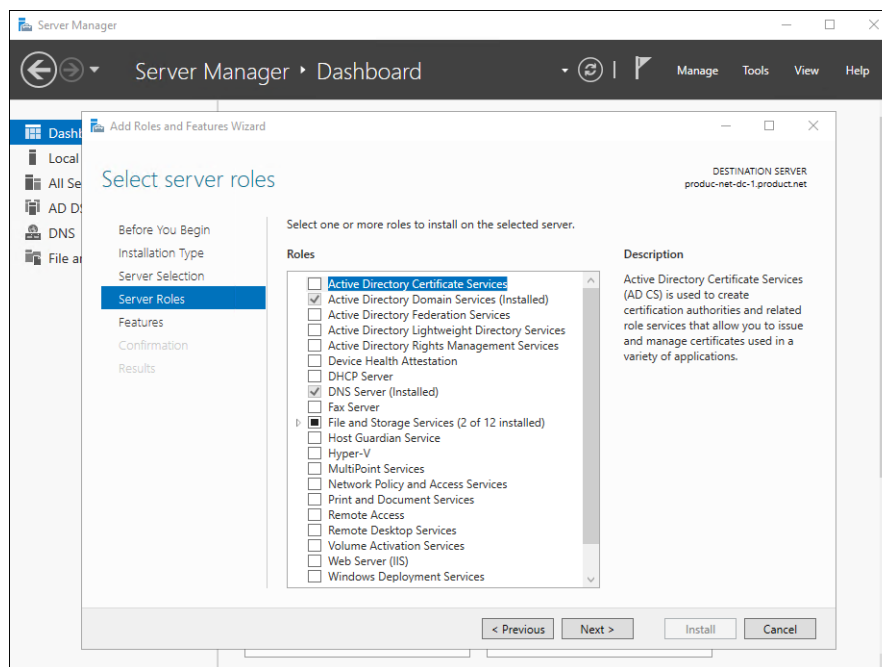 Server Manager
Server Manager • Dashboard
Manage Tools View Help
Dashb
Local
All Se
AD DS
DNS
File an
Add Roles and Features Wizard
Select server roles
DESTINATION SERVER
produc-net-dc-1.product.net
Before You Begin
Installation Type
Server Selection
Server Roles
Features
Confirmation
Results
Select one or more roles to install on the selected server.
Roles
Active Directory Certificate Services
Active Directory Domain Services (Installed)
Active Directory Federation Services
Active Directory Lightweight Directory Services
Active Directory Rights Management Services
Device Health Attestation
DHCP Server
DNS Server (Installed)
Fax Server
File and Storage Services (2 of 12 installed)
Host Guardian Service
Hyper-V
MultiPoint Services
Network Policy and Access Services
Print and Document Services
Remote Access
Remote Desktop Services
Volume Activation Services
Web Server (IIS)
Windows Deployment Services
Description
Active Directory Certificate Services
(AD CS) is used to create
certification authorities and related
role services that allow you to issue
and manage certificates used in a
variety of applications.
< Previous
Next >
Install
Cancel